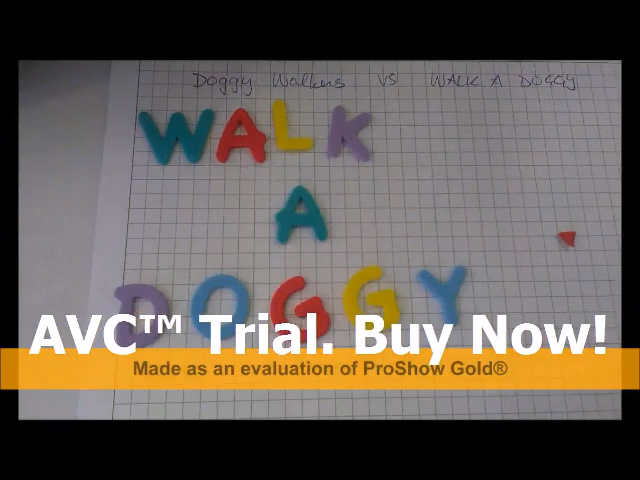 Doggy Walkers vs WALK A DOGGY
WALK
A
DOGGY
AVC™ Trial. Buy Now!
Made as an evaluation of ProShow Gold®